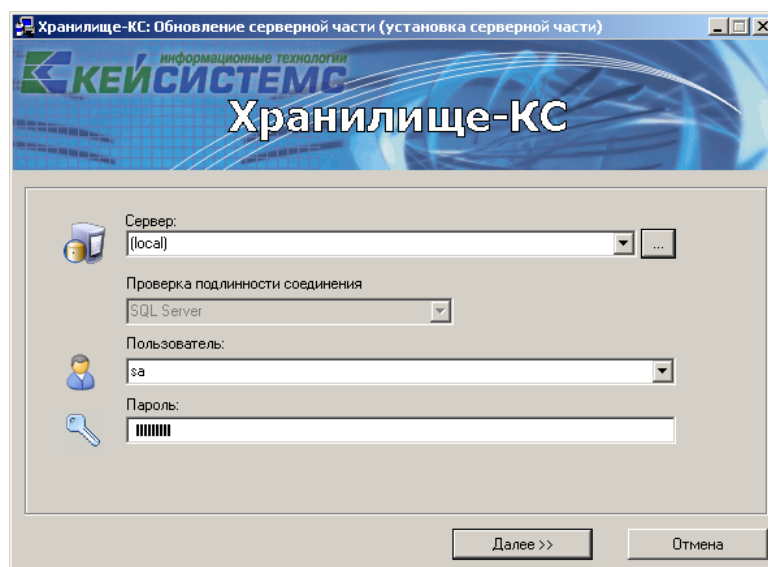 Хранилище-КС: Обновление серверной части (установка серверной части)
информационные технологии
КЕЙСИСТЕМС
Хранилище-КС
Сервер:
(local)
...
Проверка подлинности соединения
SQL Server
Пользователь:
sa
Пароль:
Далее >>
Отмена